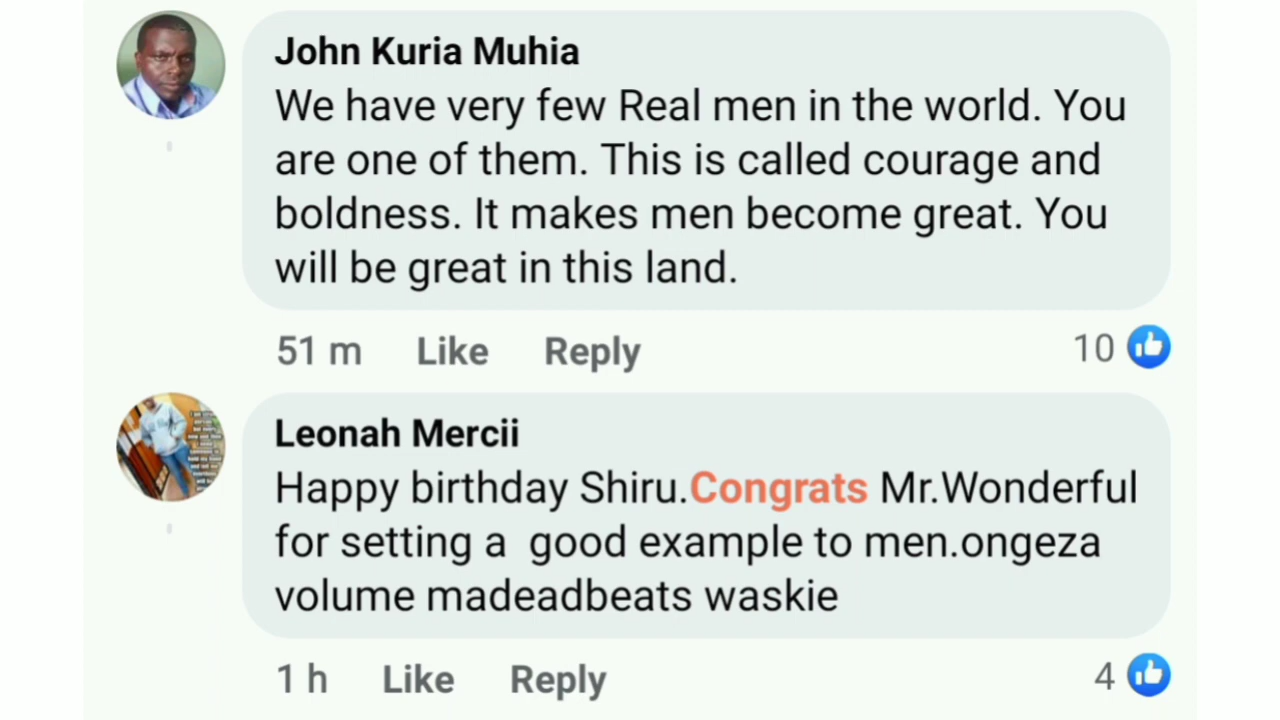 John Kuria Muhia
We have very few Real men in the world. You
are one of them. This is called courage and
boldness. It makes men become great. You
will be great in this land.
51 m Like Reply 10
Leonah Mercii
Happy birthday Shiru.Congrats Mr.Wonderful
for setting a  good example to men.ongeza
volume madeadbeats waskie
1 h Like Reply 4